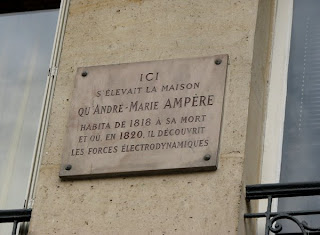 ICI
S'ÉLEVAIT LA MAISON
QU'ANDRÉ-MARIE AMPÈRE
HABITA DE 1818 A SA MORT
ET OÙ, EN 1820, IL DÉCOUVRIT
LES FORCES ÉLECTRODYNAMIQUES